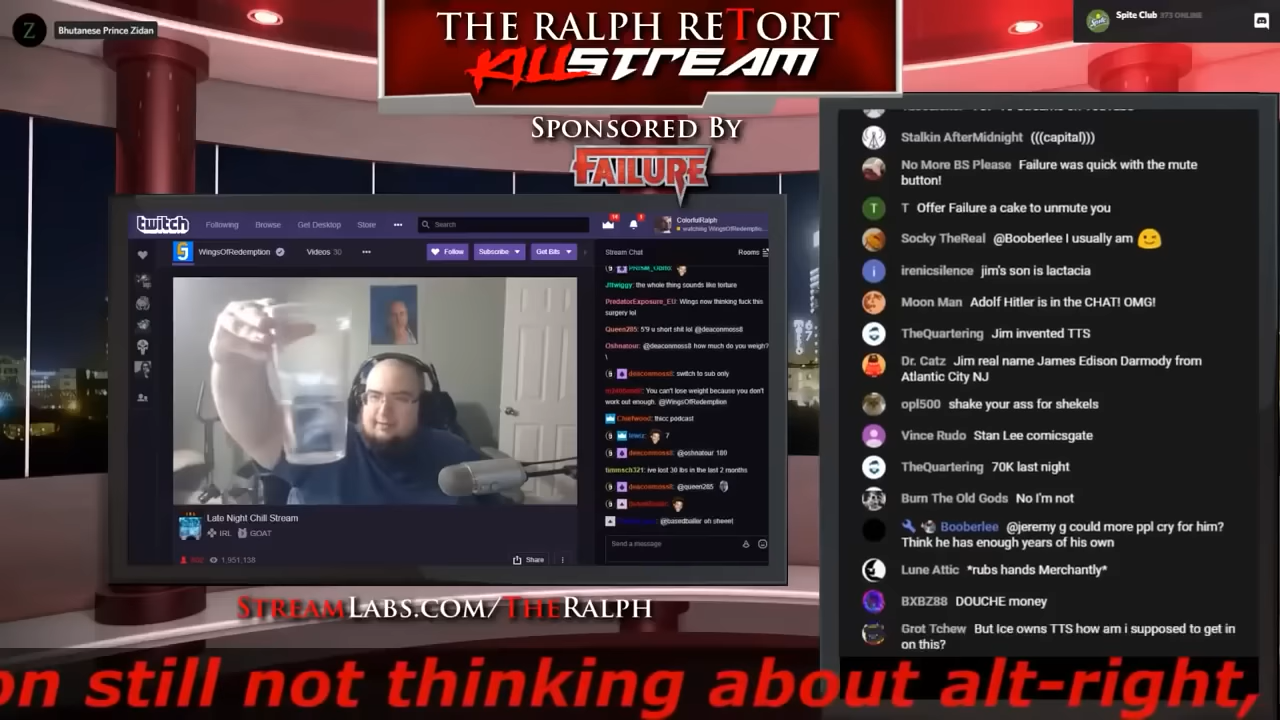 Z
Bhutanese Prince Zidan
THE RALPH RETORT
KILLSTREAM
SPONSORED BY
FAILURE
Spite Club 373 ONLINE
twitch
Following
Browse
Get Desktop
Store
Search
ColorfulRalph
watching WingsOfRedemptio...
WingsOfRedemption
Videos 30
Follow
Subscribe
Get Bits
Stream Chat
Rooms
the whole thing sounds like torture
PredatorExposure_EU: Wings now thinking fuck this
surgery lol
Queen285: 5'9 u short shit lol @deaconmoss8
Oshnatour: @deaconmoss8 how much do you weigh?
\
deaconmoss8: switch to sub only
You can't lose weight because you don't
work out enough. @WingsOfRedemption
thicc podcast
7
deaconmoss8: @oshnatour 189
timmsch321: ive lost 30 lbs in the last 2 months
deaconmoss8: @queen285
@basedballer oh sheeet
Send a message
Late Night Chill Stream
IRL
GOAT
1,951,138
Share
STREAMLABS.COM/THERALPH
Stalkin AfterMidnight (((capital)))
No More BS Please Failure was quick with the mute
button!
T
T Offer Failure a cake to unmute you
Socky TheReal @Booberlee I usually am
i
irenicsilence jim's son is lactacia
Moon Man Adolf Hitler is in the CHAT! OMG!
TheQuartering Jim invented TTS
Dr. Catz Jim real name James Edison Darmody from
Atlantic City NJ
opl500 shake your ass for shekels
Vince Rudo Stan Lee comicsgate
TheQuartering 70K last night
Burn The Old Gods No I'm not
Booberlee @jeremy g could more ppl cry for him?
Think he has enough years of his own
Lune Attic *rubs hands Merchantly*
BXBZ88 DOUCHE money
Grot Tchew But Ice owns TTS how am i supposed to get in
on this?
on still not thinking about alt-right,